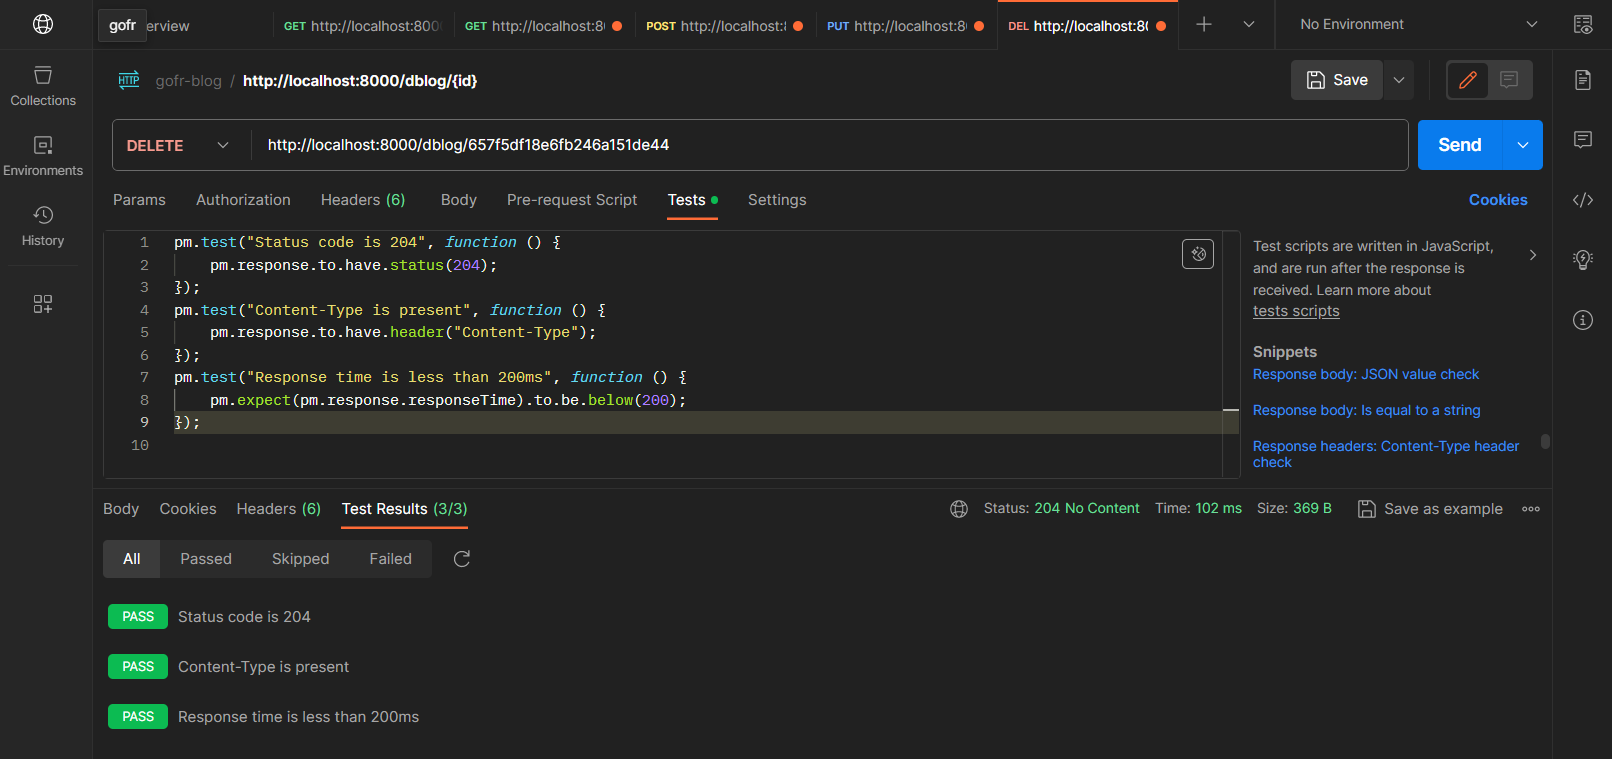 gofr
erview
GET http://localhost:800
GET http://localhost:8
POST http://localhost:
PUT http://localhost:8
DEL http://localhost:8
No Environment
Collections
Environments
History
HTTP
gofr-blog / http://localhost:8000/dblog/{id}
Save
DELETE
http://localhost:8000/dblog/657f5df18e6fb246a151de44
Send
Params
Authorization
Headers (6)
Body
Pre-request Script
Tests
Settings
Cookies
1 pm.test("Status code is 204", function () {
2 pm.response.to.have.status(204);
3 });
4 pm.test("Content-Type is present", function () {
5 pm.response.to.have.header("Content-Type");
6 });
7 pm.test("Response time is less than 200ms", function () {
8 pm.expect(pm.response.responseTime).to.be.below(200);
9 });
10
Test scripts are written in JavaScript,
and are run after the response is
received. Learn more about
tests scripts
Snippets
Response body: JSON value check
Response body: Is equal to a string
Response headers: Content-Type header
check
Body
Cookies
Headers (6)
Test Results (3/3)
Status: 204 No Content
Time: 102 ms
Size: 369 B
Save as example
All
Passed
Skipped
Failed
PASS Status code is 204
PASS Content-Type is present
PASS Response time is less than 200ms